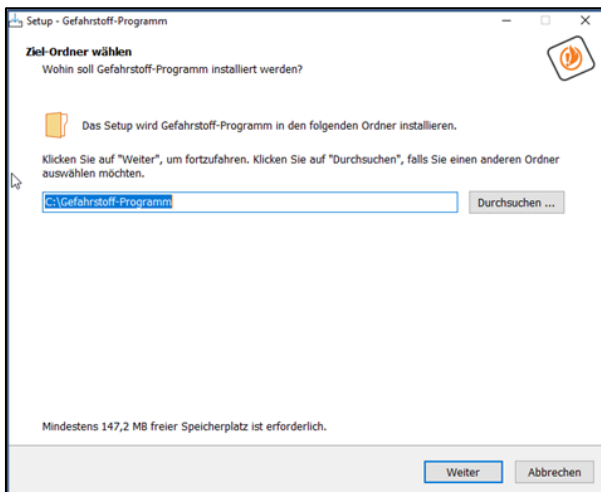 Setup - Gefahrstoff-Programm
Ziel-Ordner wählen
Wohin soll Gefahrstoff-Programm installiert werden?
Das Setup wird Gefahrstoff-Programm in den folgenden Ordner installieren.
Klicken Sie auf "Weiter", um fortzufahren. Klicken Sie auf "Durchsuchen", falls Sie einen anderen Ordner
auswählen möchten.
C:\Gefahrstoff-Programm
Durchsuchen ...
Mindestens 147,2 MB freier Speicherplatz ist erforderlich.
Weiter
Abbrechen